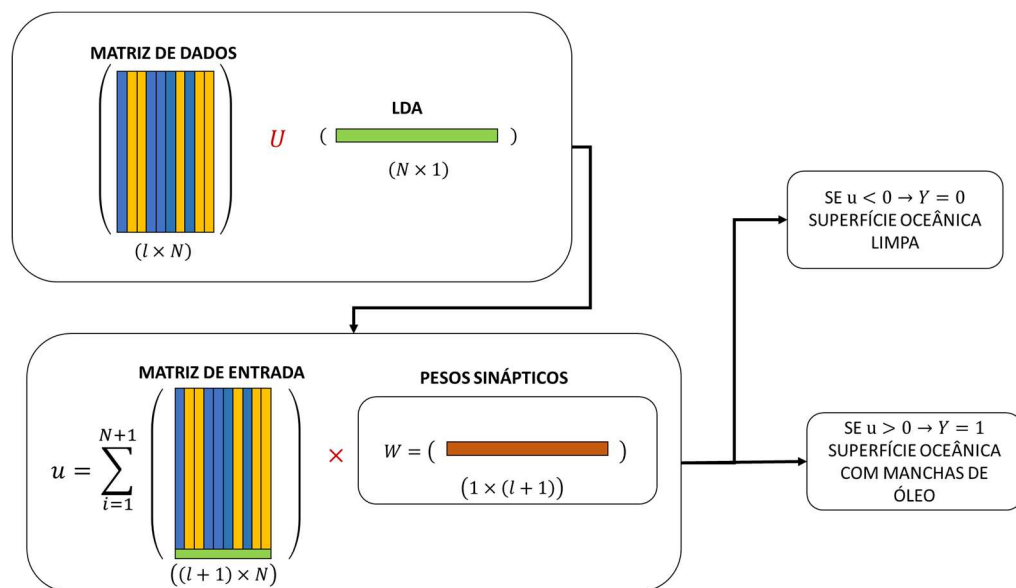 MATRIZ DE DADOS
LDA
U
( )
(N × 1)
(l × N)
SE u < 0 → Y = 0
SUPERFÍCIE OCEÂNICA
LIMPA
MATRIZ DE ENTRADA
PESOS SINÁPTICOS
u = ∑ N+1 i=1
×
W = ( )
(1 × (l + 1))
((l + 1) × N)
SE u > 0 → Y = 1
SUPERFÍCIE OCEÂNICA
COM MANCHAS DE
ÓLEO